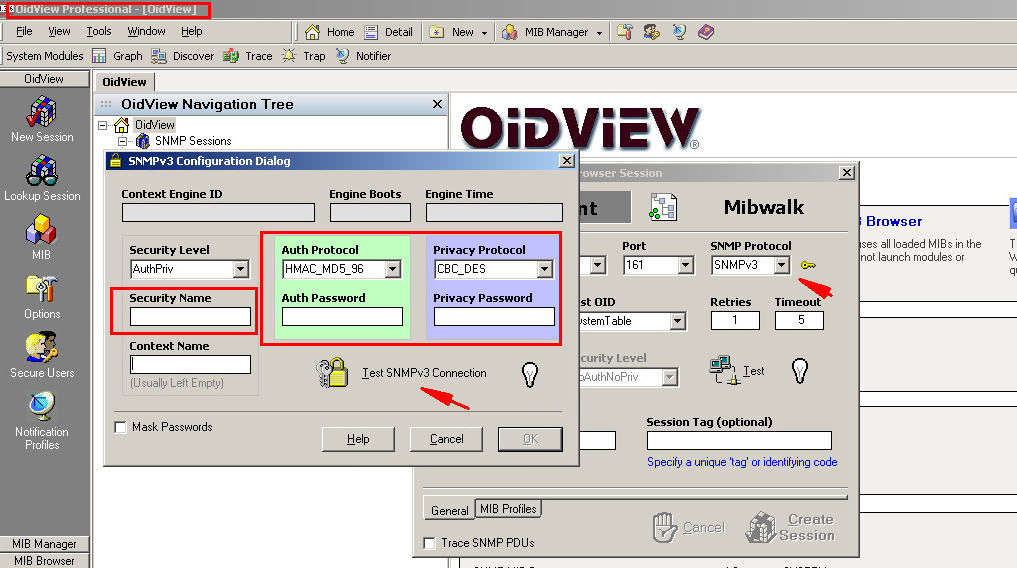 OidView Professional - [OidView]
File View Tools Window Help
Home Detail New MIB Manager
System Modules Graph Discover Trace Trap Notifier
OidView
New Session
Lookup Session
MIB
Options
Secure Users
Notification
Profiles
MIB Manager
MIB Browser
OidView
OidView Navigation Tree
OidView
SNMP Sessions
OiDViEW®
SNMPv3 Configuration Dialog
Context Engine ID Engine Boots Engine Time
Security Level
AuthPriv
Auth Protocol
HMAC_MD5_96
Privacy Protocol
CBC_DES
Security Name
Auth Password
Privacy Password
Context Name
(Usually Left Empty)
Test SNMPv3 Connection
Mask Passwords
Help Cancel OK
rowser Session
nt
Mibwalk
Port
161
SNMP Protocol
SNMPv3
OID
ystemTable
Retries
1
Timeout
5
curity Level
oAuthNoPriv
Test
Session Tag (optional)
Specify a unique 'tag' or identifying code
General MIB Profiles
Cancel
Create
Session
Trace SNMP PDUs
Browser
uses all loaded MIBs in the
not launch modules or